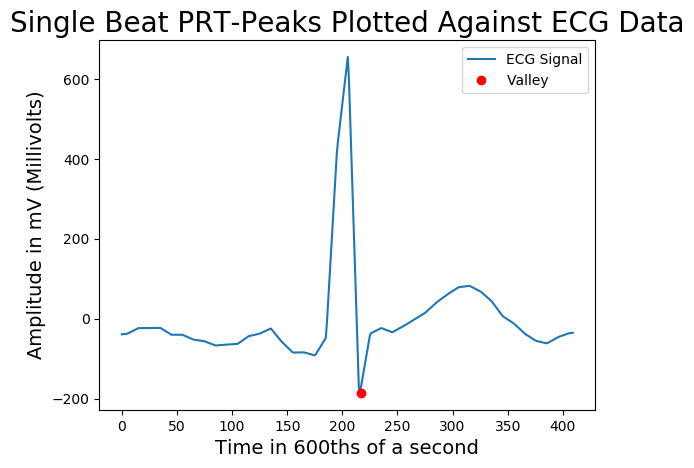 Single Beat PRT-Peaks Plotted Against ECG Data
ECG Signal
Valley
Amplitude in mV (Millivolts)
600
400
200
0
−200
0 50 100 150 200 250 300 350 400
Time in 600ths of a second